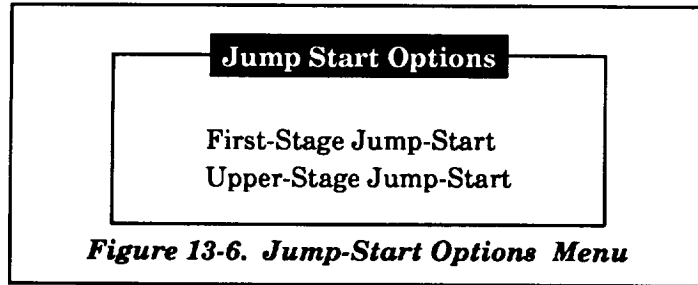 Jump Start Options
First-Stage Jump-Start
Upper-Stage Jump-Start
Figure 13-6. Jump-Start Options Menu